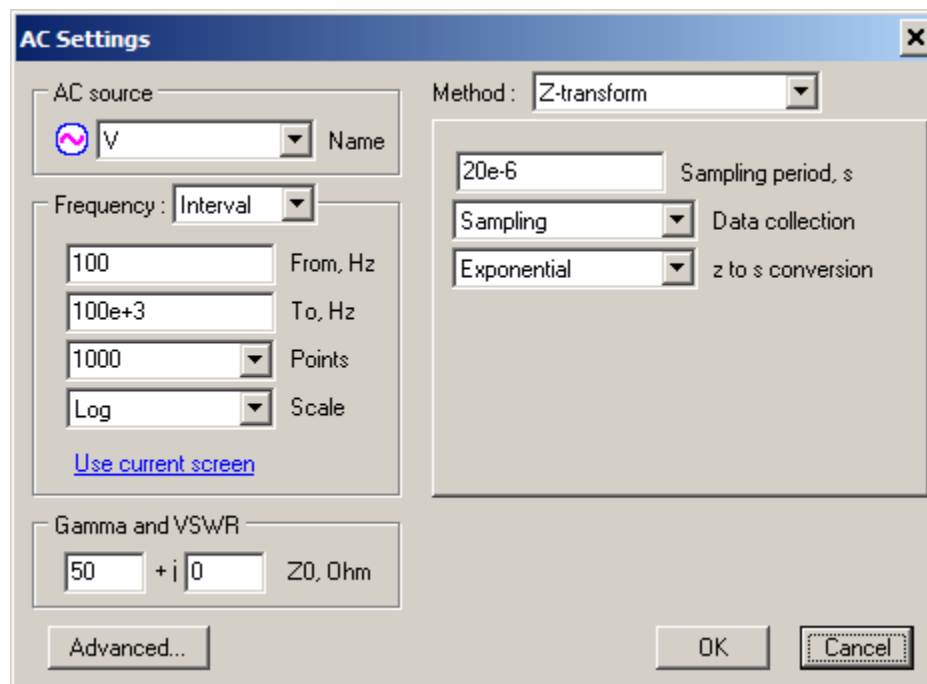 AC Settings
AC source
V Name
Frequency : Interval
100 From, Hz
100e+3 To, Hz
1000 Points
Log Scale
Use current screen
Gamma and VSWR
50 + j 0 Z0, Ohm
Advanced...
Method : Z-transform
20e-6 Sampling period, s
Sampling Data collection
Exponential z to s conversion
OK Cancel